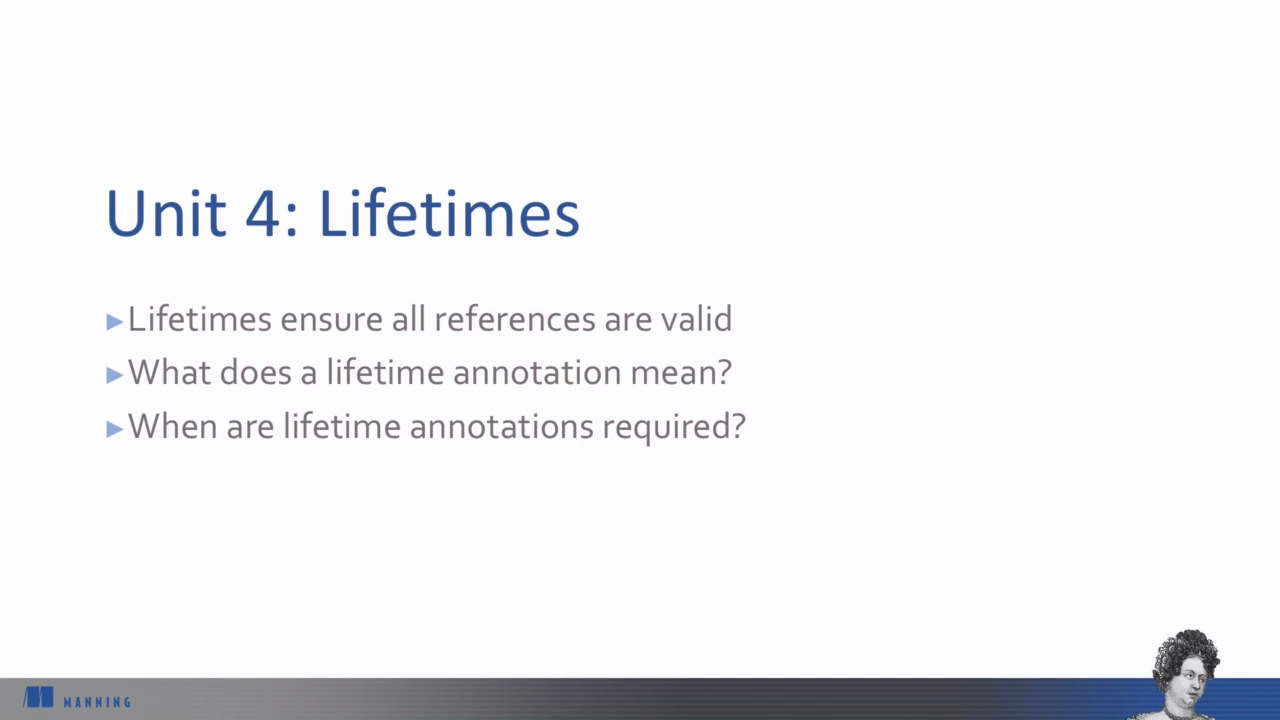 Unit 4: Lifetimes
►Lifetimes ensure all references are valid
►What does a lifetime annotation mean?
►When are lifetime annotations required?
MANNING